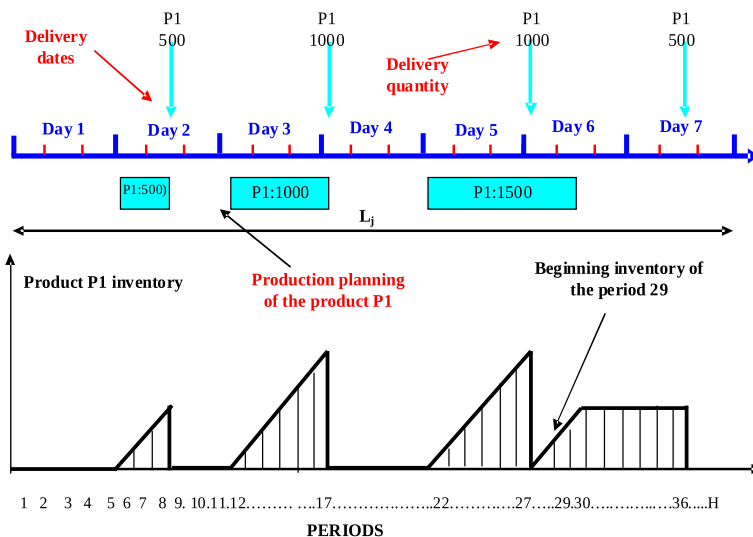 P1
500
P1
1000
P1
1000
P1
500
Delivery
dates
Delivery
quantity
Day 1
Day 2
Day 3
Day 4
Day 5
Day 6
Day 7
P1:500)
P1:1000
P1:1500
Lj
Product P1 inventory
Production planning
of the product P1
Beginning inventory of
the period 29
1 2 3 4 5 6 7 8 9. 10.11.12......... ....17.......................22..............27.....29.30..................36.....H
PERIODS